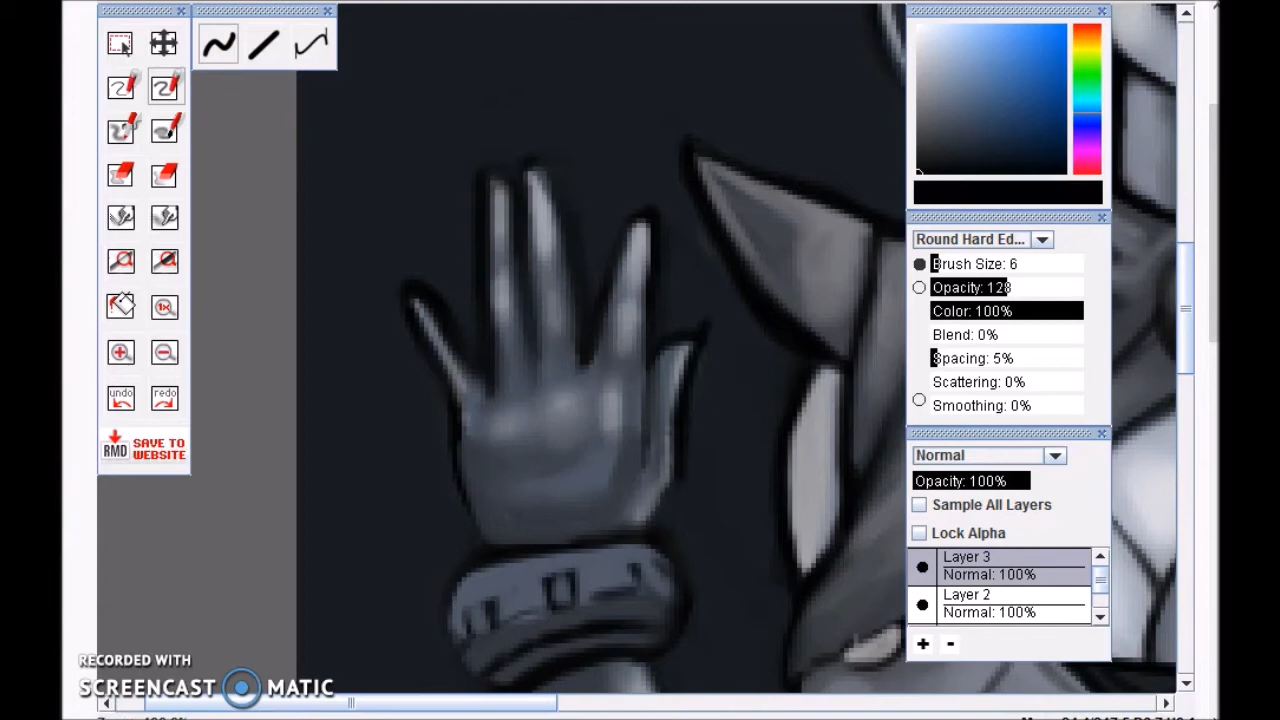 undo
redo
RMD
SAVE TO
WEBSITE
RECORDED WITH
SCREENCAST
MATIC
Round Hard Ed...
Brush Size: 6
Opacity: 128
Color: 100%
Blend: 0%
Spacing: 5%
Scattering: 0%
Smoothing: 0%
Normal
Opacity: 100%
Sample All Layers
Lock Alpha
Layer 3
Normal: 100%
Layer 2
Normal: 100%